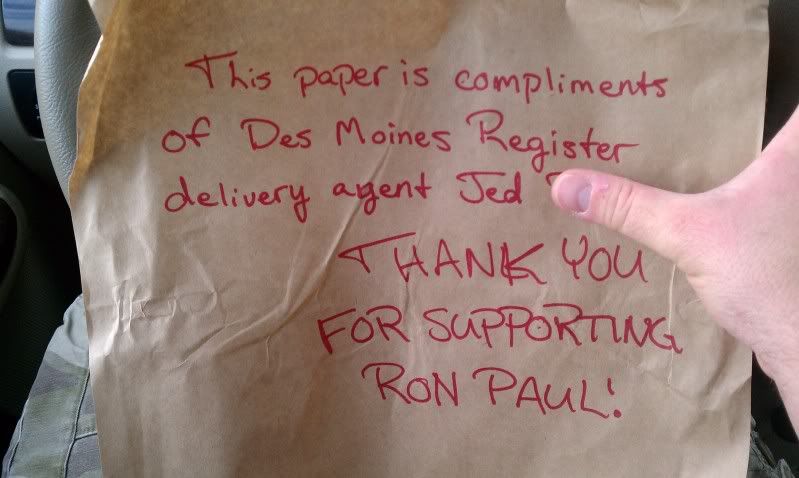 This paper is compliments
of Des Moines Register
delivery agent Jed
THANK YOU
FOR SUPPORTING
RON PAUL!